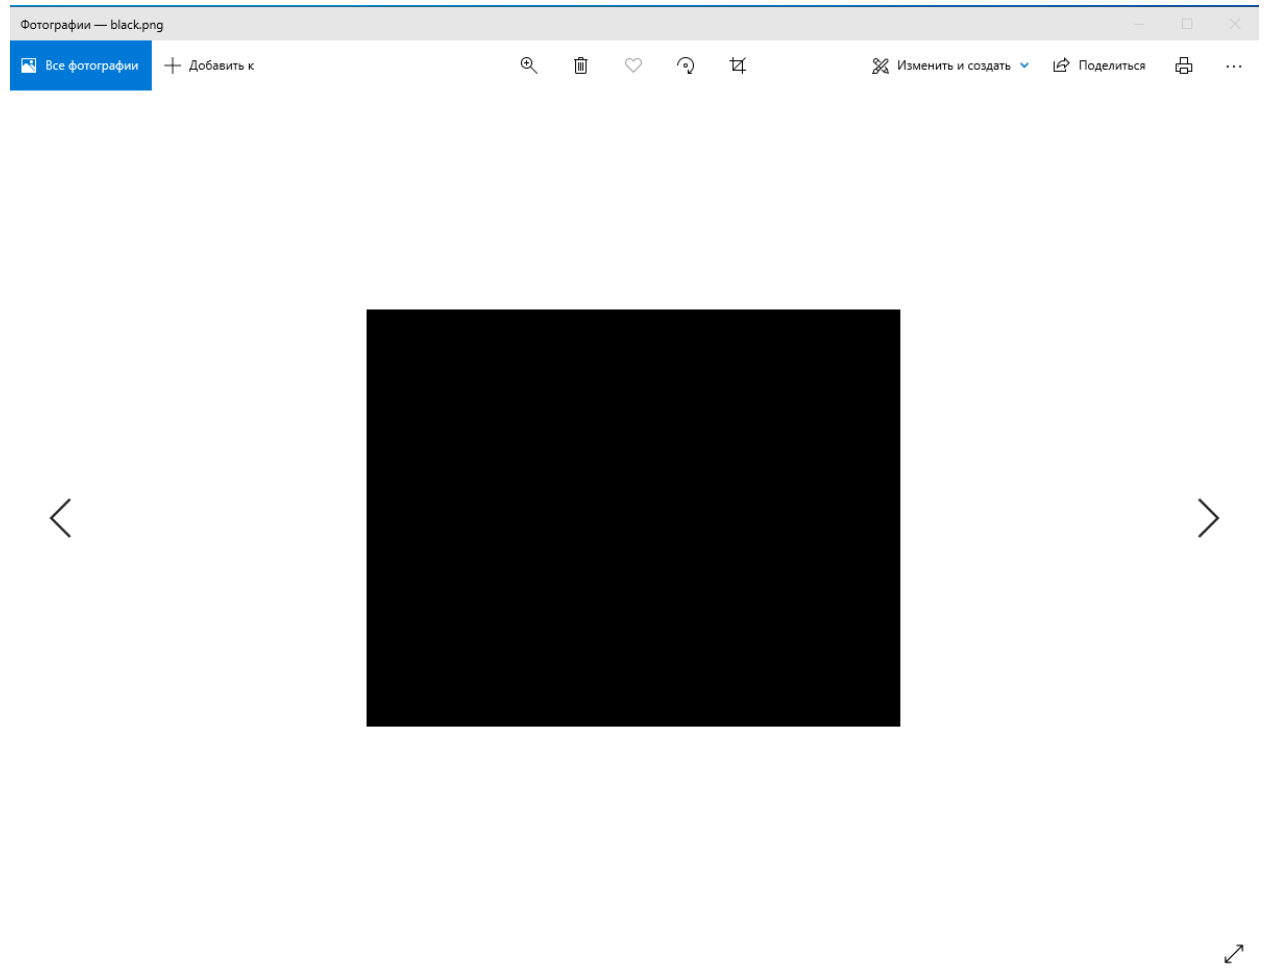 Фотографии — black.png
Все фотографии
Добавить к
Изменить и создать
Поделиться